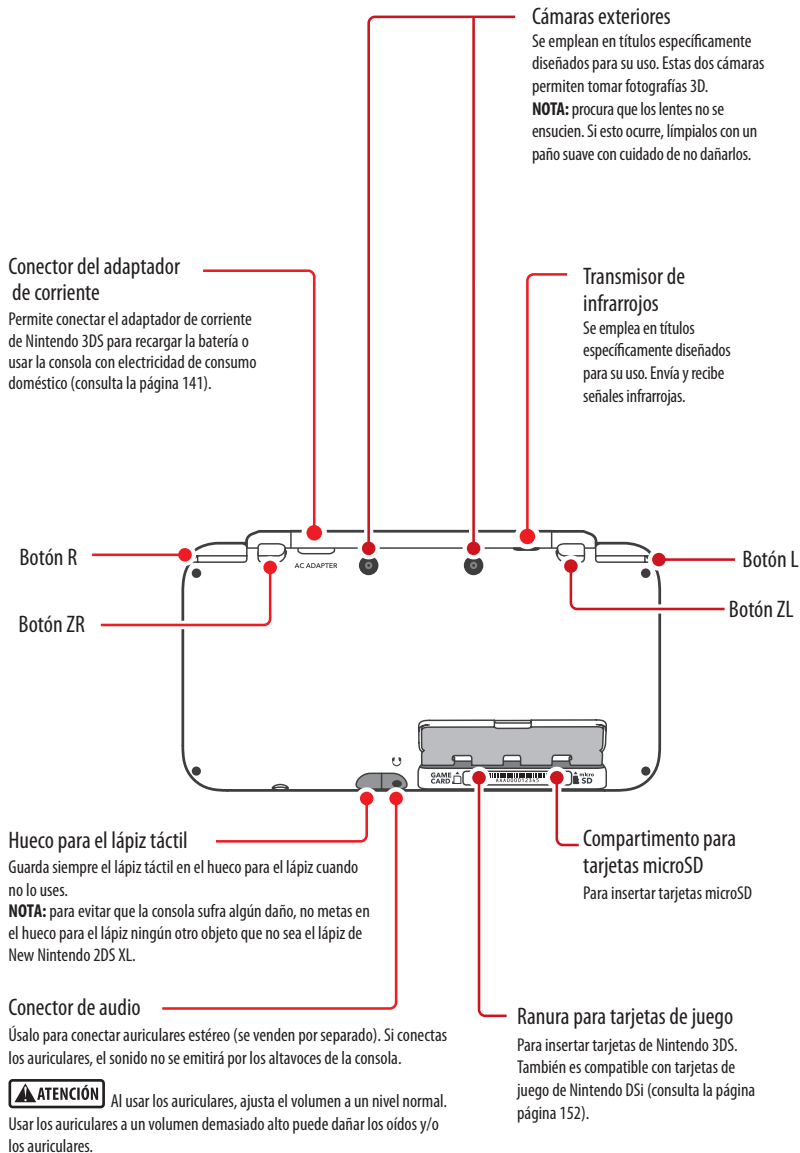 Cámaras exteriores
Se emplean en títulos específicamente
diseñados para su uso. Estas dos cámaras
permiten tomar fotografías 3D.
NOTA: procura que los lentes no se
ensucien. Si esto ocurre, límpialos con un
paño suave con cuidado de no dañarlos.
Conector del adaptador
de corriente
Permite conectar el adaptador de corriente
de Nintendo 3DS para recargar la batería o
usar la consola con electricidad de consumo
doméstico (consulta la página 141).
Transmisor de
infrarrojos
Se emplea en títulos
específicamente diseñados
para su uso. Envía y recibe
señales infrarrojas.
Botón R
AC ADAPTER
Botón L
Botón ZR
Botón ZL
GAME
CARD
AAA000012345
micro
SD
Hueco para el lápiz táctil
Guarda siempre el lápiz táctil en el hueco para el lápiz cuando
no lo uses.
NOTA: para evitar que la consola sufra algún daño, no metas en
el hueco para el lápiz ningún otro objeto que no sea el lápiz de
New Nintendo 2DS XL.
Compartimento para
tarjetas microSD
Para insertar tarjetas microSD
Conector de audio
Úsalo para conectar auriculares estéreo (se venden por separado). Si conectas
los auriculares, el sonido no se emitirá por los altavoces de la consola.
ATENCIÓN Al usar los auriculares, ajusta el volumen a un nivel normal.
Usar los auriculares a un volumen demasiado alto puede dañar los oídos y/o
los auriculares.
Ranura para tarjetas de juego
Para insertar tarjetas de Nintendo 3DS.
También es compatible con tarjetas de
juego de Nintendo DSi (consulta la página
página 152).